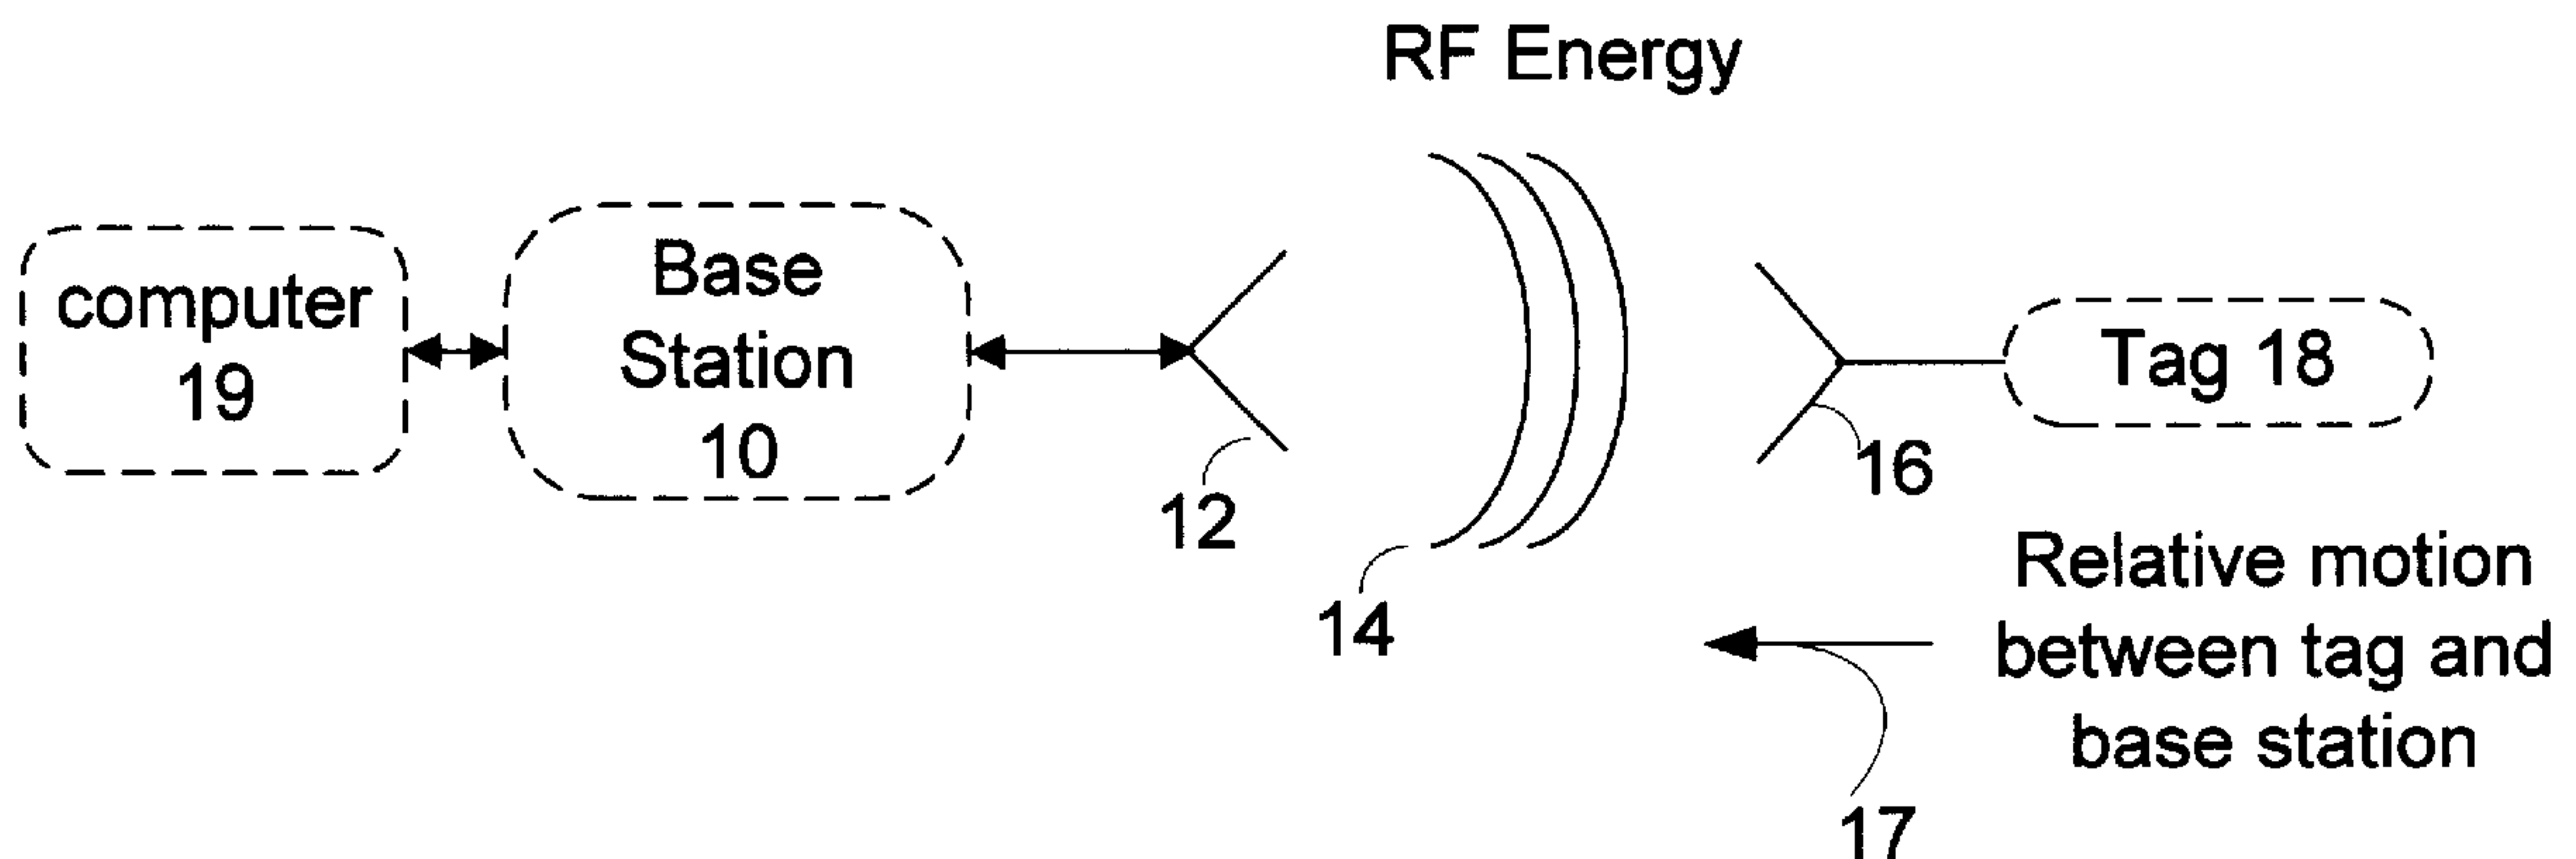 RF Energy
computer
19
Base
Station
10
12
14
16
Tag 18
Relative motion
between tag and
base station
17